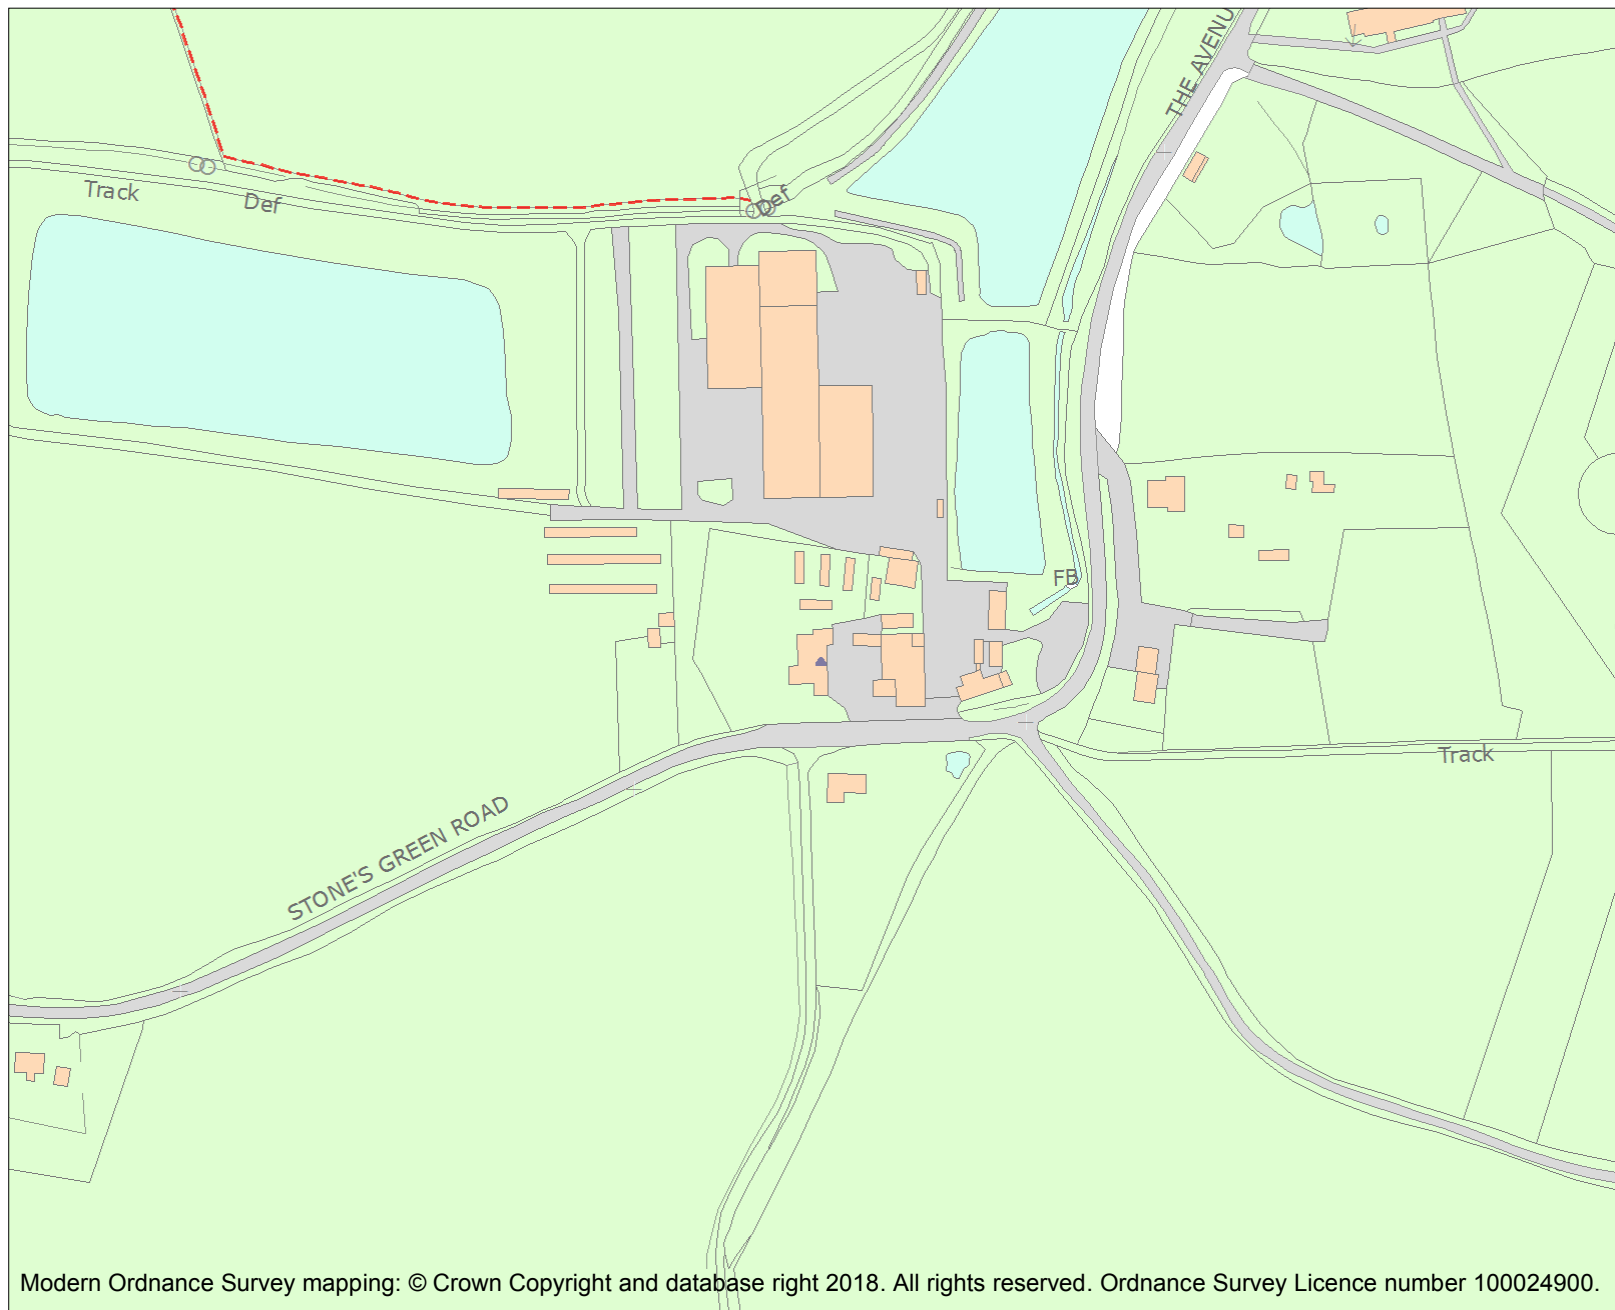 THE AVENU
Track
Def
Def
FB
Track
STONE'S GREEN ROAD
Modern Ordnance Survey mapping: © Crown Copyright and database right 2018. All rights reserved. Ordnance Survey Licence number 100024900.